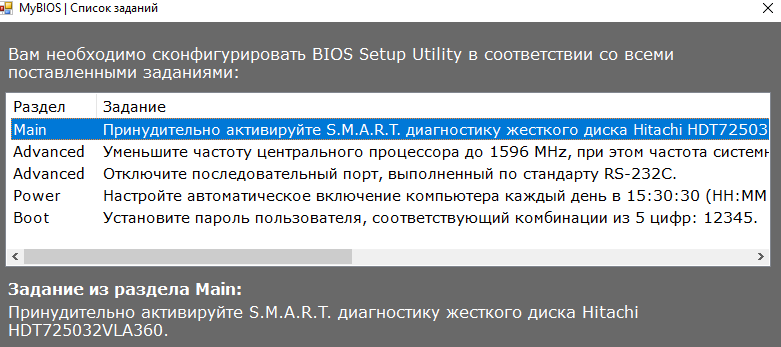 MyBIOS | Список заданий
Вам необходимо сконфигурировать BIOS Setup Utility в соответствии со всеми
поставленными заданиями:
Раздел Задание
Main Принудительно активируйте S.M.A.R.T. диагностику жесткого диска Hitachi HDT72503
Advanced Уменьшите частоту центрального процессора до 1596 MHz, при этом частота системн
Advanced Отключите последовательный порт, выполненный по стандарту RS-232C.
Power Настройте автоматическое включение компьютера каждый день в 15:30:30 (HH:MM
Boot Установите пароль пользователя, соответствующий комбинации из 5 цифр: 12345.
Задание из раздела Main:
Принудительно активируйте S.M.A.R.T. диагностику жесткого диска Hitachi
HDT725032VLA360.